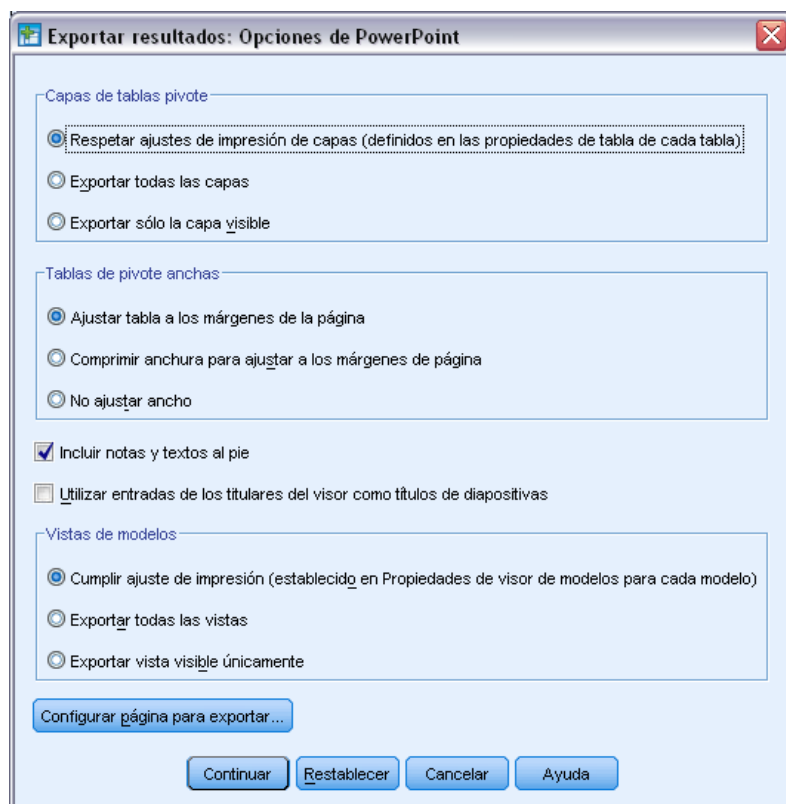 Exportar resultados: Opciones de PowerPoint
Capas de tablas pivote
Respetar ajustes de impresión de capas (definidos en las propiedades de tabla de cada tabla)
Exportar todas las capas
Exportar sólo la capa visible
Tablas de pivote anchas
Ajustar tabla a los márgenes de la página
Comprimir anchura para ajustar a los márgenes de página
No ajustar ancho
Incluir notas y textos al pie
Utilizar entradas de los titulares del visor como títulos de diapositivas
Vistas de modelos
Cumplir ajuste de impresión (establecido en Propiedades de visor de modelos para cada modelo)
Exportar todas las vistas
Exportar vista visible únicamente
Configurar página para exportar...
Continuar Restablecer Cancelar Ayuda